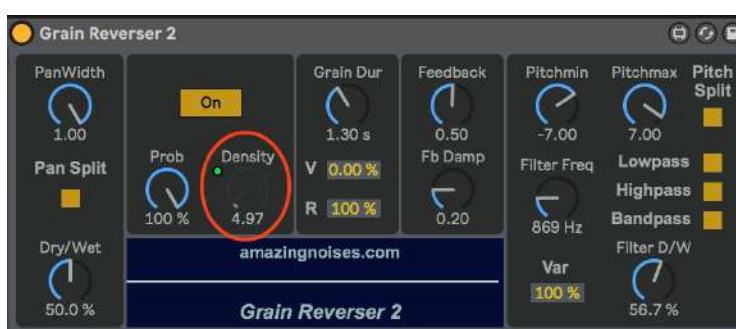 Grain Reverser 2
PanWidth
1.00
Pan Split
Dry/Wet
50.0 %
On
Prob
100 %
Density
4.97
Grain Dur
1.30 s
V 0.00 %
R 100 %
Feedback
0.50
Fb Damp
0.20
amazingnoises.com
Grain Reverser 2
Pitchmin
-7.00
Pitchmax
7.00
Pitch
Split
Filter Freq
869 Hz
Lowpass
Highpass
Bandpass
Var
100 %
Filter D/W
56.7 %